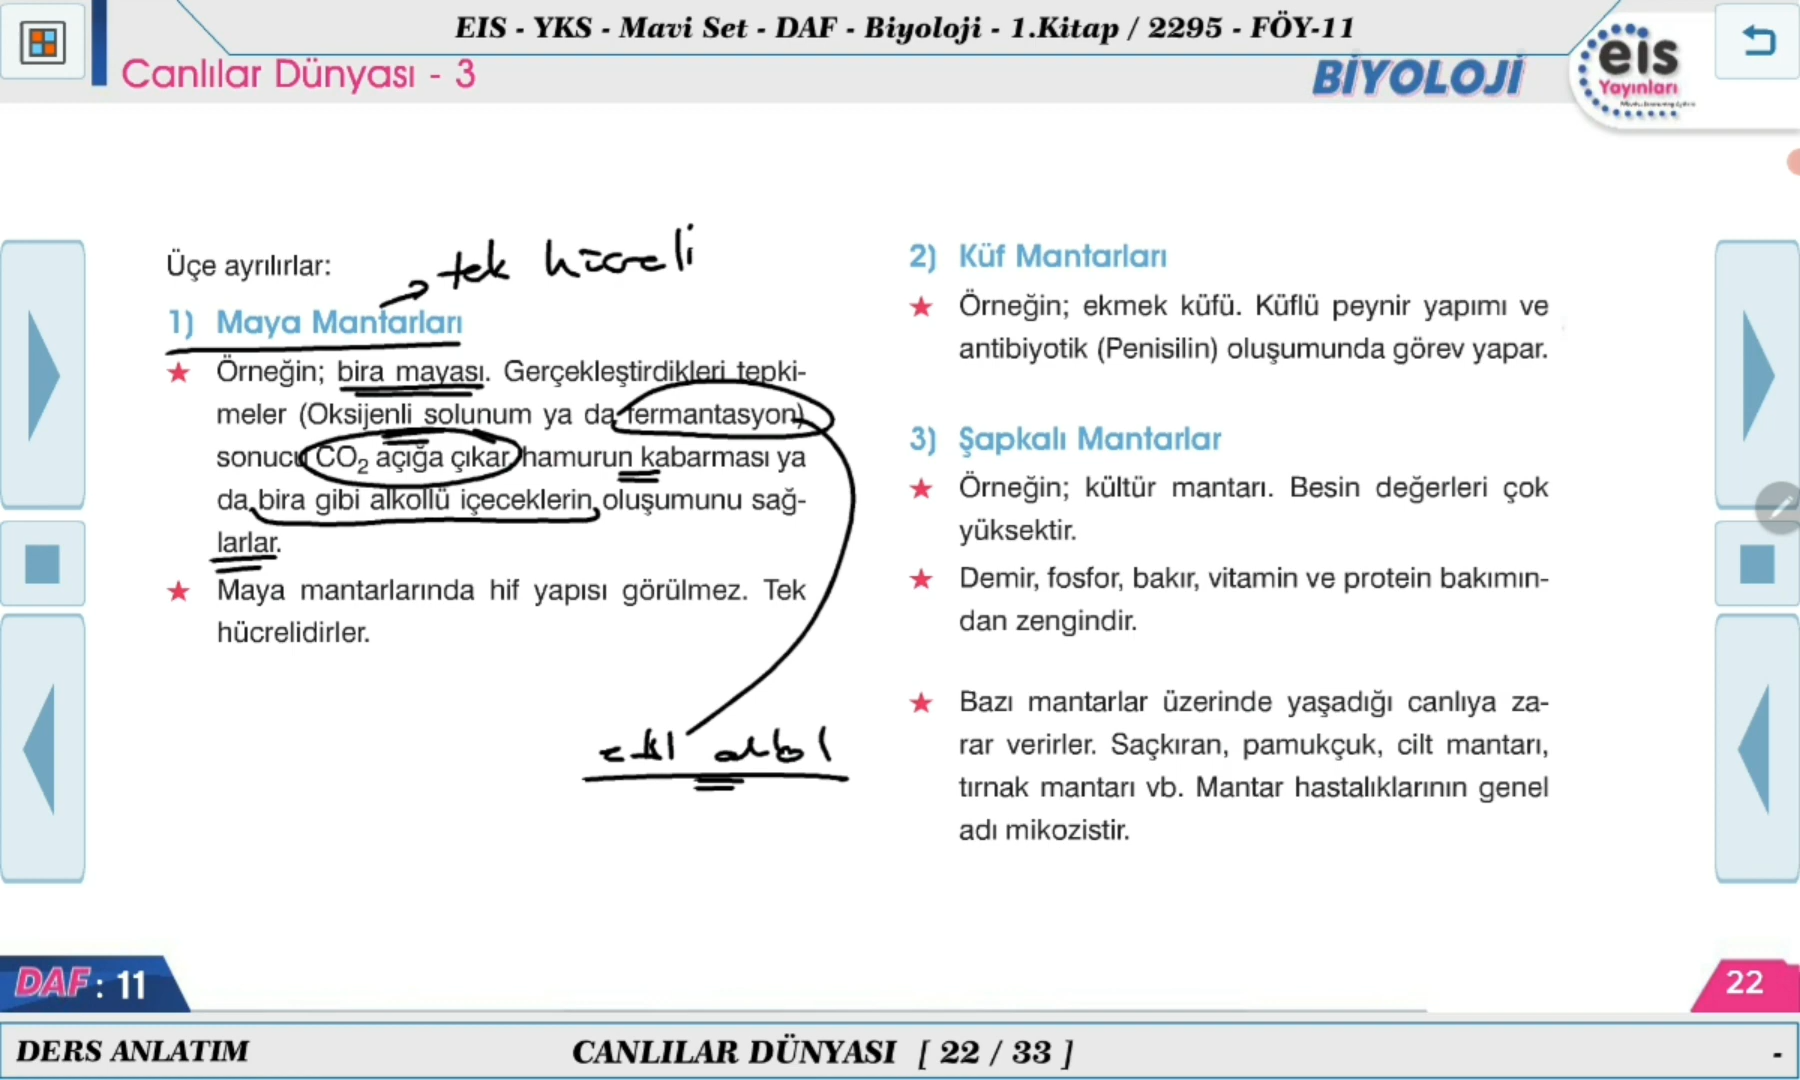 EIS - YKS - Mavi Set - DAF - Biyoloji - 1.Kitap / 2295 - FÖY-11
Canlılar Dünyası - 3
BİYOLOJİ
eis
Yayınları
Üçe ayrılırlar:
tek hücreli
1) Maya Mantarları
★ Örneğin; bira mayası. Gerçekleştirdikleri tepki-
meler (Oksijenli solunum ya da fermantasyon)
sonucu CO₂ açığa çıkar, hamurun kabarması ya
da bira gibi alkollü içeceklerin oluşumunu sağ-
larlar.
★ Maya mantarlarında hif yapısı görülmez. Tek
hücrelidirler.
etil alkol
2) Küf Mantarları
★ Örneğin; ekmek küfü. Küflü peynir yapımı ve
antibiyotik (Penisilin) oluşumunda görev yapar.
3) Şapkalı Mantarlar
★ Örneğin; kültür mantarı. Besin değerleri çok
yüksektir.
★ Demir, fosfor, bakır, vitamin ve protein bakımın-
dan zengindir.
★ Bazı mantarlar üzerinde yaşadığı canlıya za-
rar verirler. Saçkıran, pamukçuk, cilt mantarı,
tırnak mantarı vb. Mantar hastalıklarının genel
adı mikozistir.
DAF : 11
22
DERS ANLATIM
CANLILAR DÜNYASI [ 22 / 33 ]
-